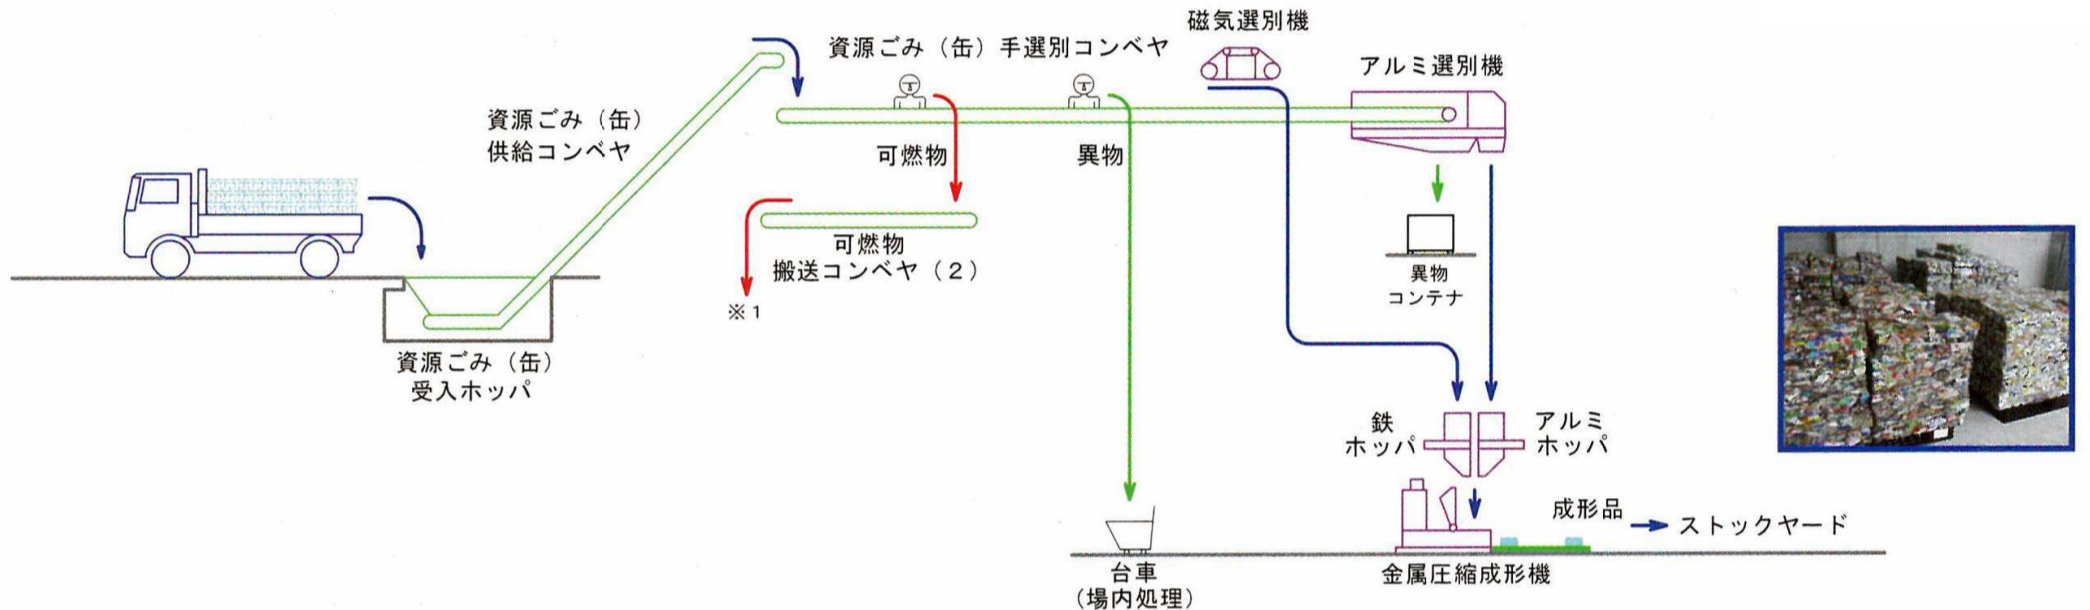 磁気選別機
資源ごみ（缶）手選別コンベヤ
アルミ選別機
資源ごみ（缶）
供給コンベヤ
可燃物
異物
可燃物
搬送コンベヤ（2）
※1
異物
コンテナ
資源ごみ（缶）
受入ホッパ
鉄
ホッパ
アルミ
ホッパ
成形品
ストックヤード
台車
（場内処理）
金属圧縮成形機